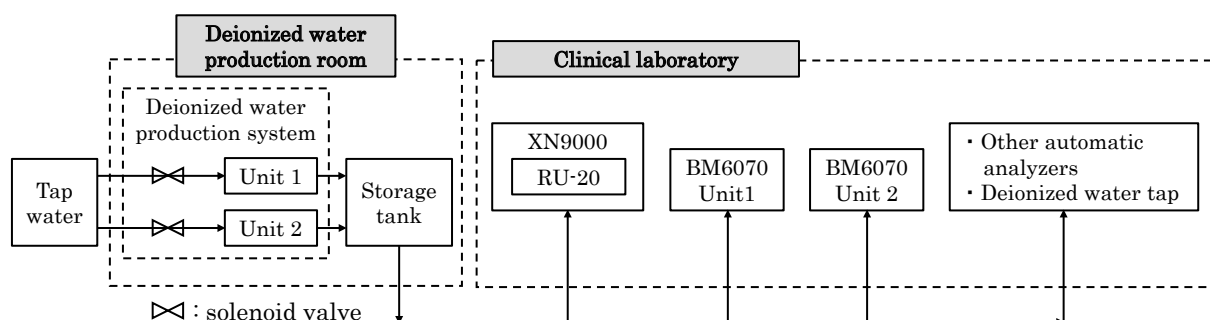 Deionized water
production room
Clinical laboratory
Deionized water
production system
Tap
water
Unit 1
Unit 2
Storage
tank
XN9000
RU-20
BM6070
Unit1
BM6070
Unit 2
・Other automatic
analyzers
・Deionized water tap
: solenoid valve